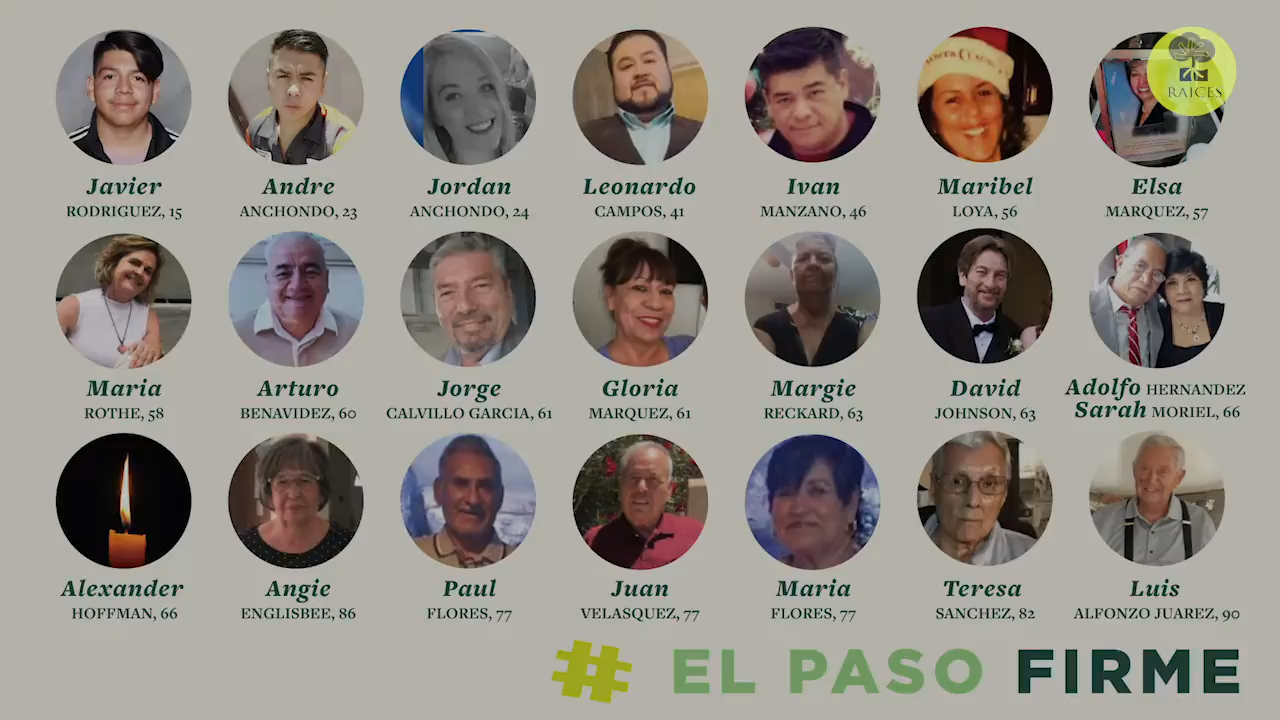 RAICES
Javier
RODRIGUEZ, 15
Andre
ANCHONDO, 23
Jordan
ANCHONDO, 24
Leonardo
CAMPOS, 41
Ivan
MANZANO, 46
Maribel
LOYA, 56
Elsa
MARQUEZ, 57
Maria
ROTHE, 58
Arturo
BENAVIDEZ, 60
Jorge
CALVILLO GARCIA, 61
Gloria
MARQUEZ, 61
Margie
RECKARD, 63
David
JOHNSON, 63
Adolfo HERNANDEZ
Sarah MORIEL, 66
Alexander
HOFFMAN, 66
Angie
ENGLISBEE, 86
Paul
FLORES, 77
Juan
VELASQUEZ, 77
Maria
FLORES, 77
Teresa
SANCHEZ, 82
Luis
ALFONZO JUAREZ, 90
# EL PASO FIRME